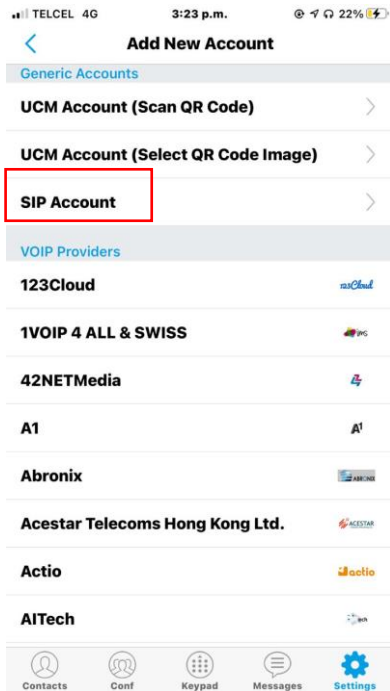 TELCEL 4G 3:23 p.m. 22%
Add New Account
Generic Accounts
UCM Account (Scan QR Code)
UCM Account (Select QR Code Image)
SIP Account
VOIP Providers
123Cloud 123Cloud
1VOIP 4 ALL & SWISS
42NETMedia
A1 A1
Abronix ABRONIX
Acestar Telecoms Hong Kong Ltd. ACESTAR
Actio actio
AITech
Contacts Conf Keypad Messages Settings